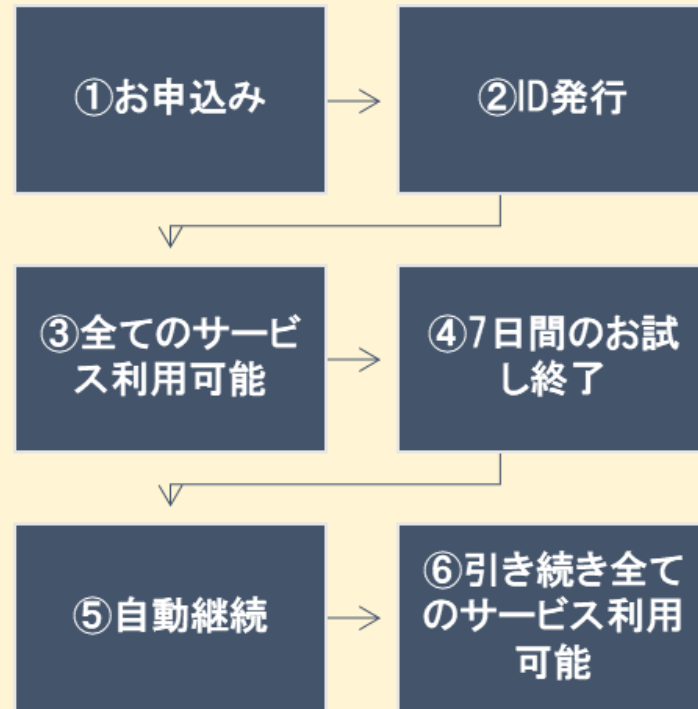 ①お申込み
②ID発行
③全てのサービ
ス利用可能
④7日間のお試
し終了
⑤自動継続
⑥引き続き全て
のサービス利用
可能